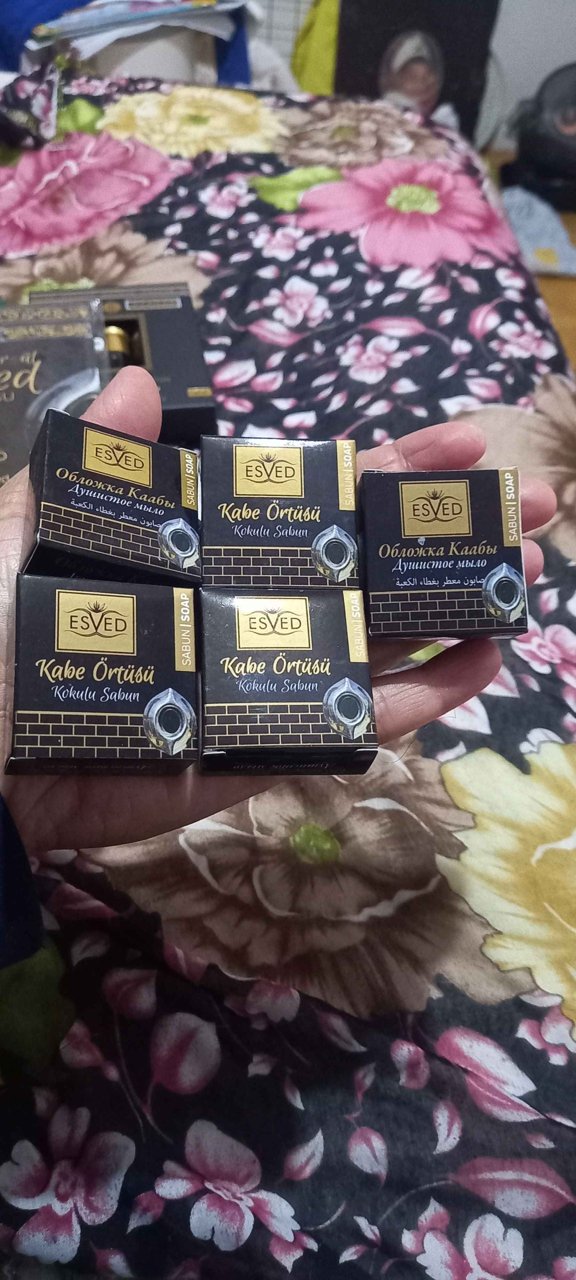 ed
ESVED
Обложка Каабы
Душистое мыло
صابون معطر بغطاء الكعبة
SABUN | SOAP
ESVED
Kabe Örtüsü
Kokulu Sabun
SABUN | SOAP
ESVED
Обложка Каабы
Душистое мыло
صابون معطر بغطاء الكعبة
SABUN | SOAP
ESVED
Kabe Örtüsü
Kokulu Sabun
SABUN | SOAP
ESVED
Kabe Örtüsü
Kokulu Sabun
SABUN | SOAP